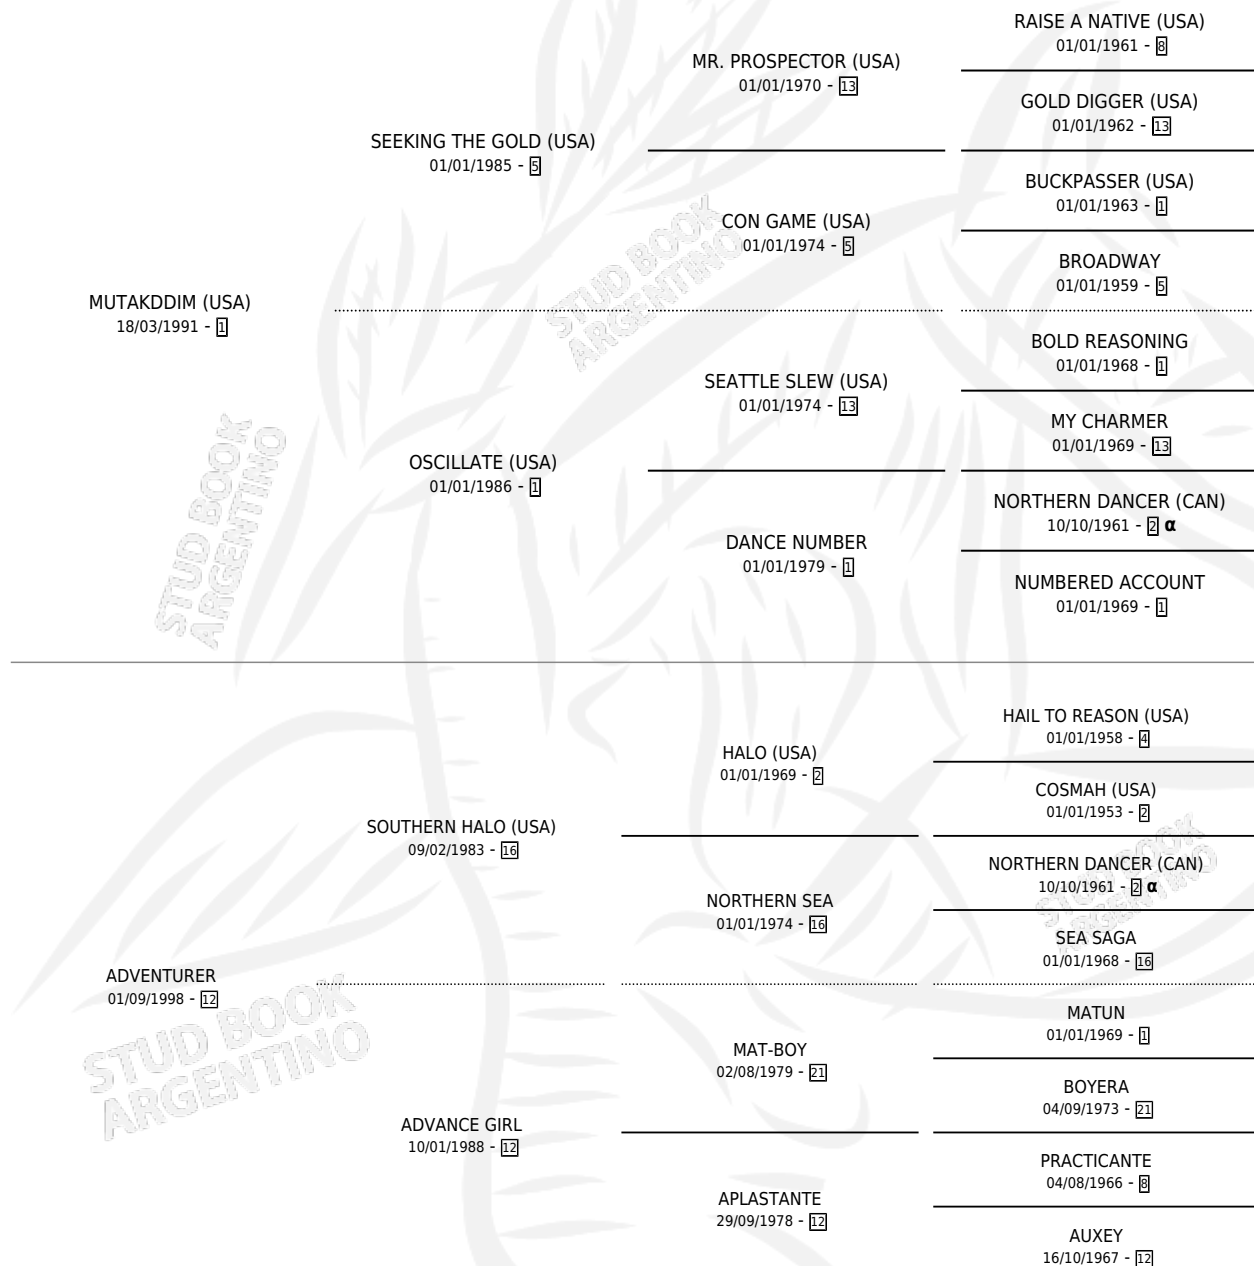 RAISE A NATIVE (USA)
01/01/1961 - 8
MR. PROSPECTOR (USA)
01/01/1970 - 13
GOLD DIGGER (USA)
01/01/1962 - 13
SEEKING THE GOLD (USA)
01/01/1985 - 5
BUCKPASSER (USA)
01/01/1963 - 1
CON GAME (USA)
01/01/1974 - 5
BROADWAY
01/01/1959 - 5
MUTAKDDIM (USA)
18/03/1991 - 1
BOLD REASONING
01/01/1968 - 1
SEATTLE SLEW (USA)
01/01/1974 - 13
MY CHARMER
01/01/1969 - 13
OSCILLATE (USA)
01/01/1986 - 1
NORTHERN DANCER (CAN)
10/10/1961 - 2 α
DANCE NUMBER
01/01/1979 - 1
NUMBERED ACCOUNT
01/01/1969 - 1
HAIL TO REASON (USA)
01/01/1958 - 4
HALO (USA)
01/01/1969 - 2
COSMAH (USA)
01/01/1953 - 2
SOUTHERN HALO (USA)
09/02/1983 - 16
NORTHERN DANCER (CAN)
10/10/1961 - 2 α
NORTHERN SEA
01/01/1974 - 16
SEA SAGA
01/01/1968 - 16
ADVENTURER
01/09/1998 - 12
MATUN
01/01/1969 - 1
MAT-BOY
02/08/1979 - 21
BOYERA
04/09/1973 - 21
ADVANCE GIRL
10/01/1988 - 12
PRACTICANTE
04/08/1966 - 8
APLASTANTE
29/09/1978 - 12
AUXEY
16/10/1967 - 12
STUD BOOK
ARGENTINO
STUD BOOK
ARGENTINO
STUD BOOK
ARGENTINO
STUD BOOK
ARGENTINO